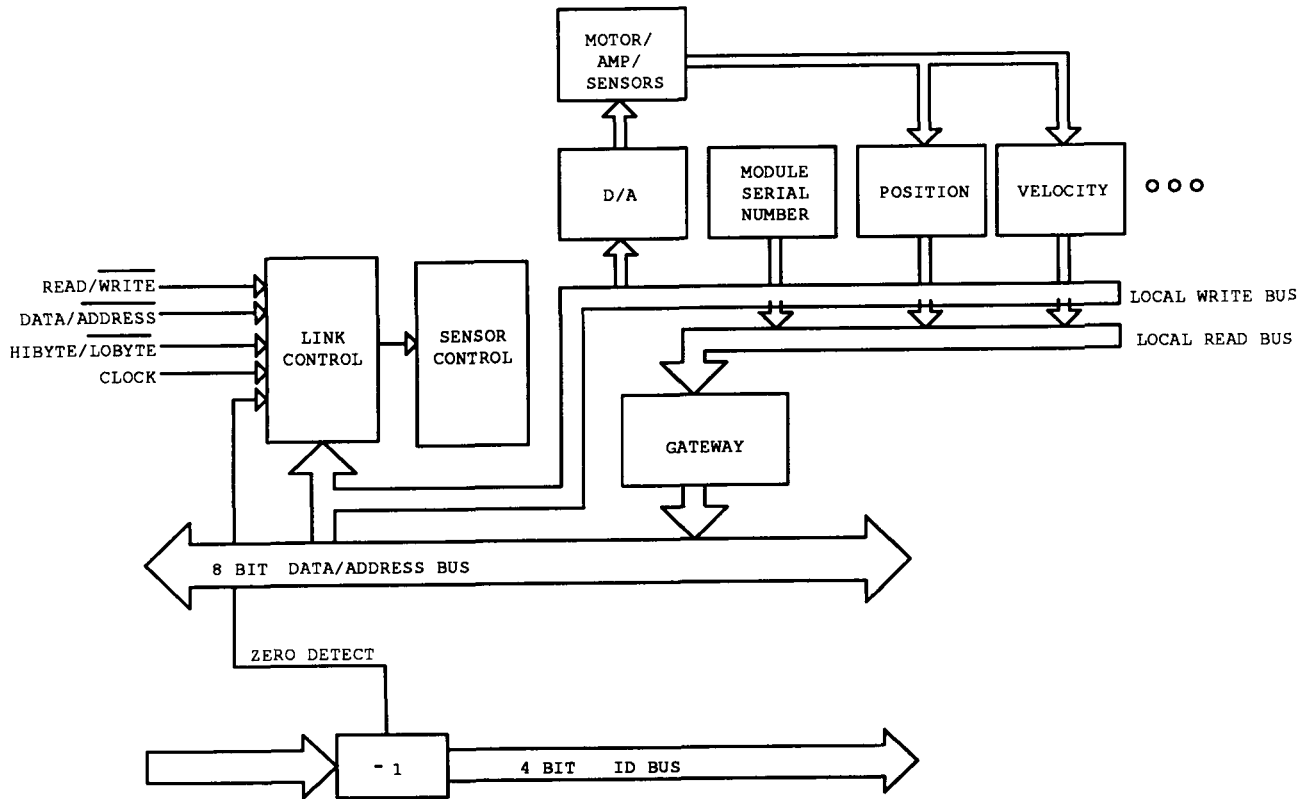 MOTOR/
AMP/
SENSORS
D/A
MODULE
SERIAL
NUMBER
POSITION
VELOCITY
READ/WRITE
DATA/ADDRESS
HIBYTE/LOBYTE
CLOCK
LINK
CONTROL
SENSOR
CONTROL
LOCAL WRITE BUS
LOCAL READ BUS
GATEWAY
8 BIT DATA/ADDRESS BUS
ZERO DETECT
- 1
4 BIT ID BUS